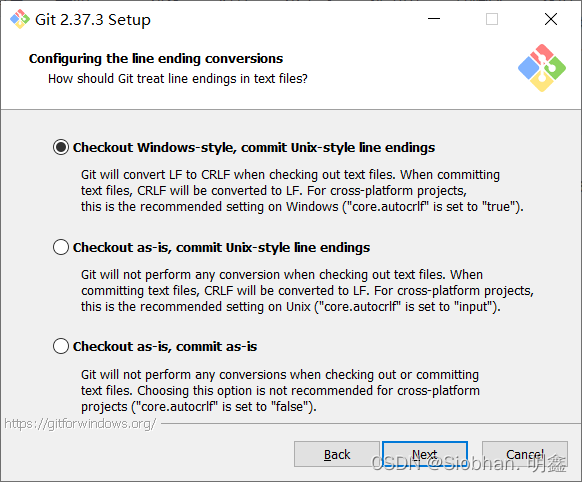 Git 2.37.3 Setup
Configuring the line ending conversions
How should Git treat line endings in text files?
Checkout Windows-style, commit Unix-style line endings
Git will convert LF to CRLF when checking out text files. When committing
text files, CRLF will be converted to LF. For cross-platform projects,
this is the recommended setting on Windows ("core.autocrlf" is set to "true").
Checkout as-is, commit Unix-style line endings
Git will not perform any conversion when checking out text files. When
committing text files, CRLF will be converted to LF. For cross-platform projects,
this is the recommended setting on Unix ("core.autocrlf" is set to "input").
Checkout as-is, commit as-is
Git will not perform any conversions when checking out or committing
text files. Choosing this option is not recommended for cross-platform
projects ("core.autocrlf" is set to "false").
https://gitforwindows.org/
Back Next Cancel
CSDN @Siobhan. 明鑫